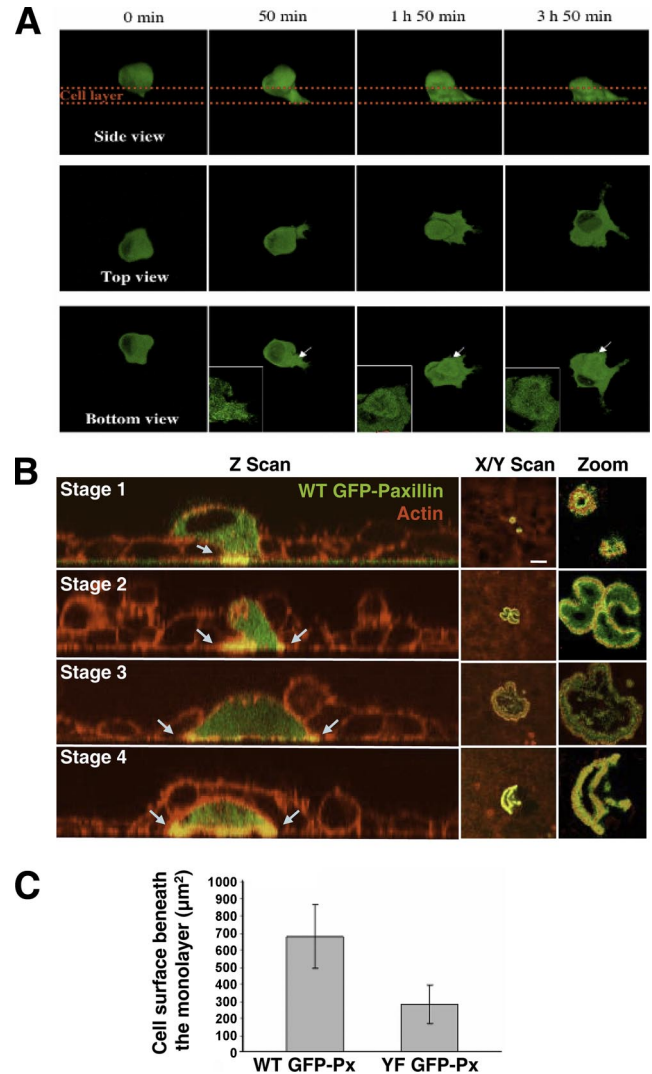 A
0 min 50 min 1 h 50 min 3 h 50 min
Cell layer
Side view
Top view
Bottom view
B
Z Scan X/Y Scan Zoom
Stage 1
WT GFP-Paxillin
Actin
Stage 2
Stage 3
Stage 4
C
Cell surface beneath
the monolayer (µm²)
1000
900
800
700
600
500
400
300
200
100
0
WT GFP-Px YF GFP-Px